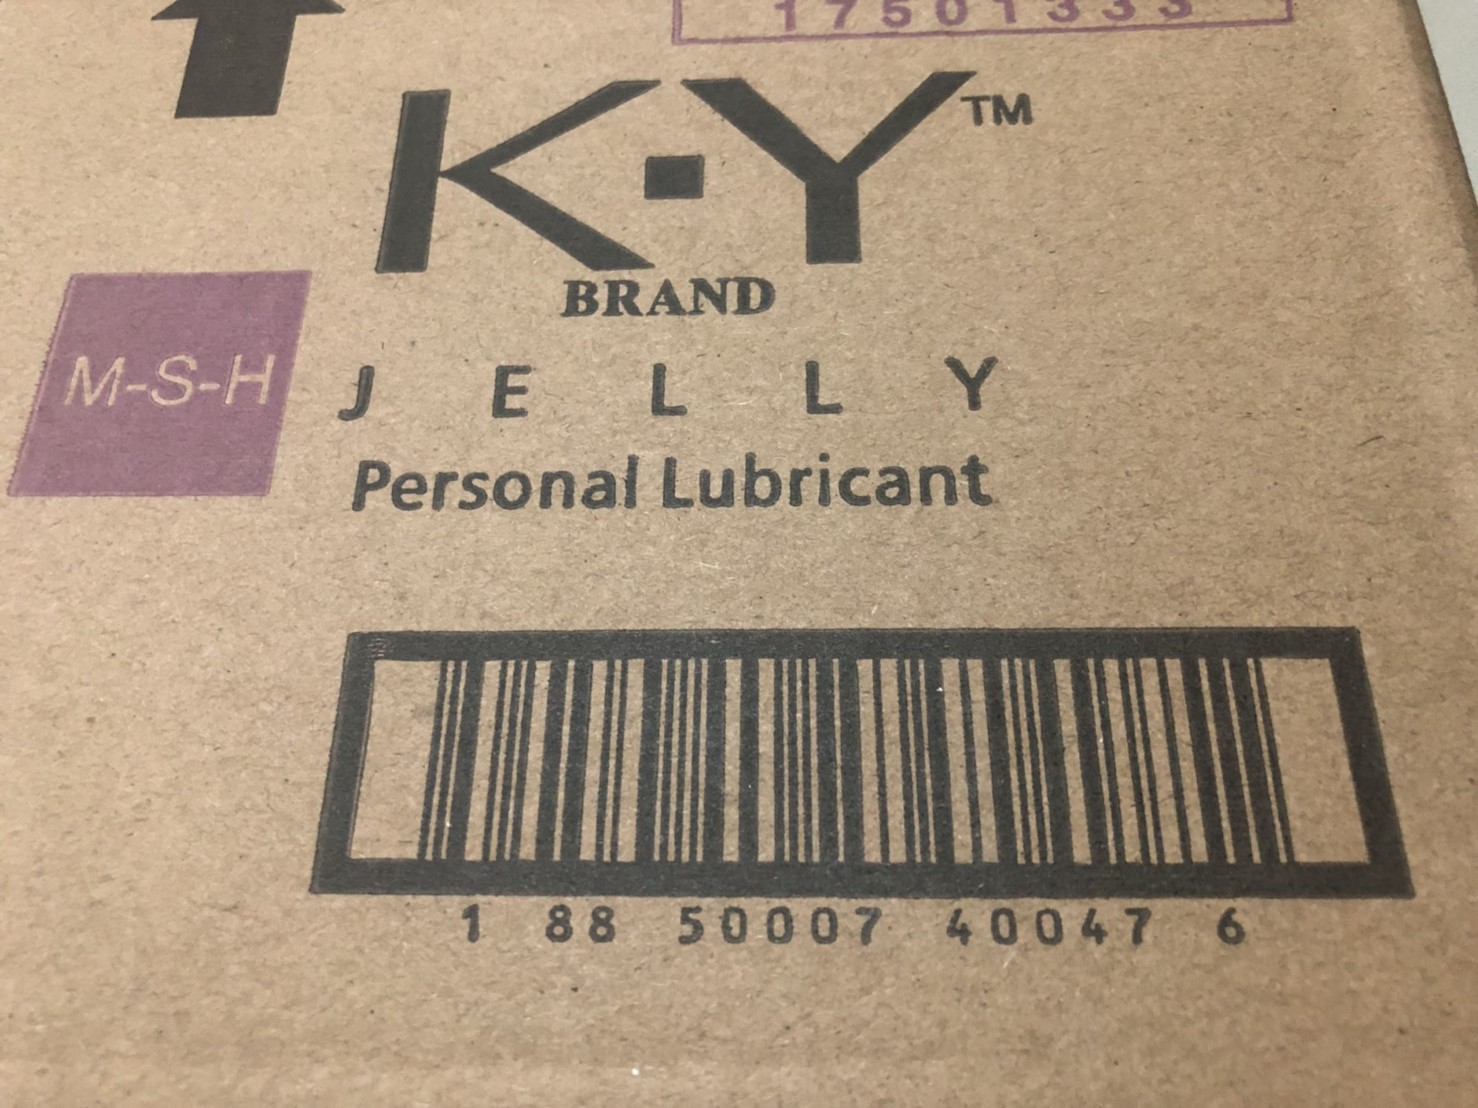 17501333
K·Y™
BRAND
M-S-H
JELLY
Personal Lubricant
1 88 50007 40047 6